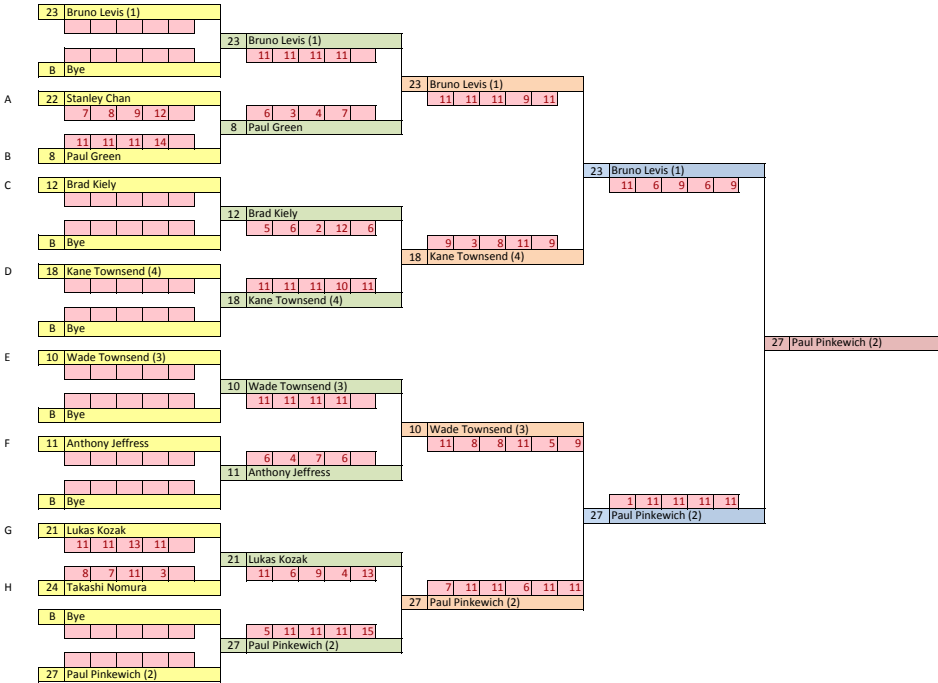 23 Bruno Levis (1)
23 Bruno Levis (1)
11 11 11 11
B Bye
23 Bruno Levis (1)
A 22 Stanley Chan
11 11 11 9 11
7 8 9 12
6 3 4 7
8 Paul Green
11 11 11 14
B 8 Paul Green
23 Bruno Levis (1)
C 12 Brad Kiely
11 6 9 6 9
12 Brad Kiely
5 6 2 12 6
B Bye
9 3 8 11 9
18 Kane Townsend (4)
D 18 Kane Townsend (4)
11 11 11 10 11
18 Kane Townsend (4)
B Bye
27 Paul Pinkewich (2)
E 10 Wade Townsend (3)
10 Wade Townsend (3)
11 11 11 11
B Bye
10 Wade Townsend (3)
F 11 Anthony Jeffress
11 8 8 11 5 9
6 4 7 6
11 Anthony Jeffress
B Bye
1 11 11 11 11
27 Paul Pinkewich (2)
G 21 Lukas Kozak
11 11 13 11
21 Lukas Kozak
11 6 9 4 13
8 7 11 3
H 24 Takashi Nomura
7 11 11 6 11 11
27 Paul Pinkewich (2)
B Bye
5 11 11 11 15
27 Paul Pinkewich (2)
27 Paul Pinkewich (2)